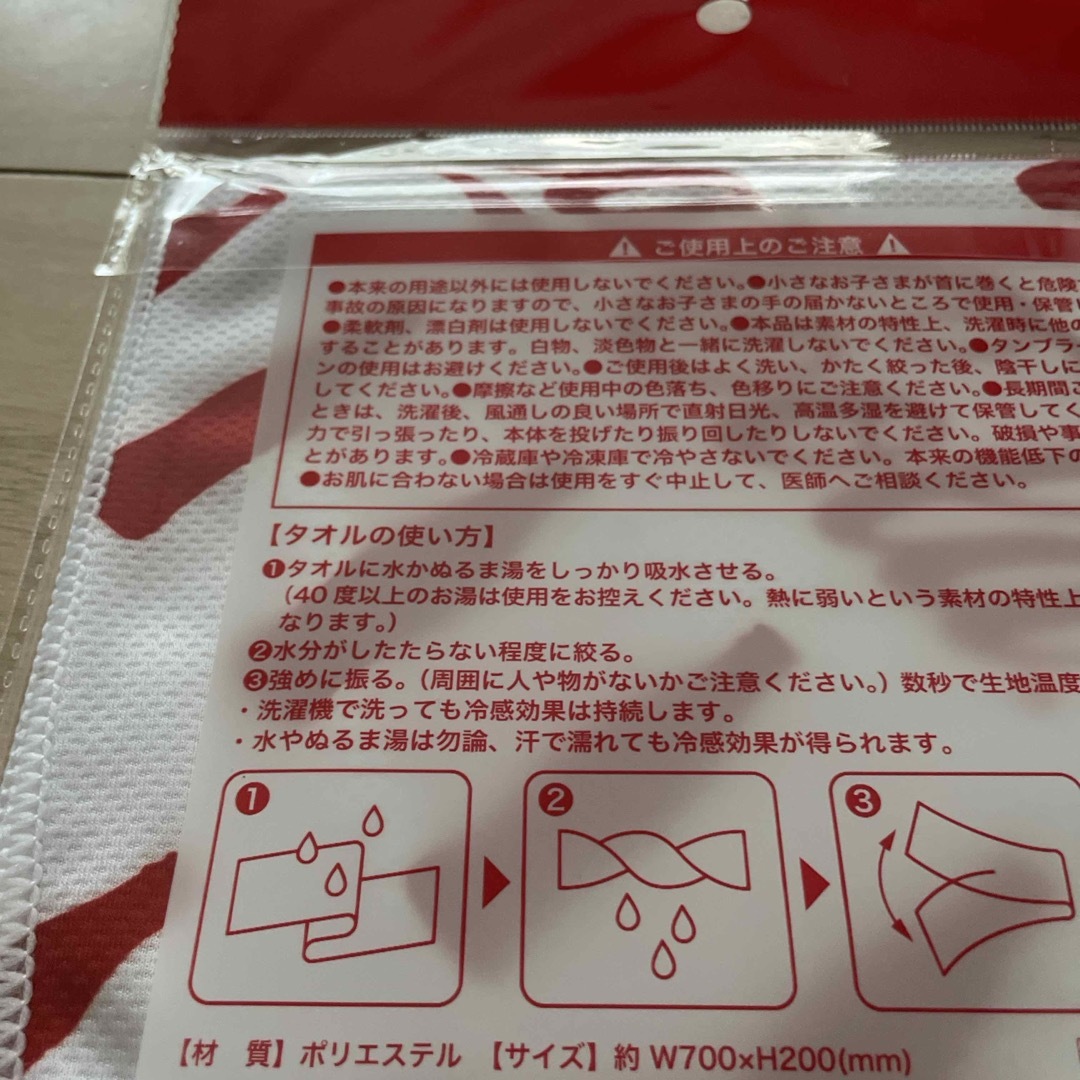 ⚠ ご使用上のご注意 ⚠
●本来の用途以外には使用しないでください。●小さなお子さまが首に巻くと危険
事故の原因になりますので、小さなお子さまの手の届かないところで使用・保管
●柔軟剤、漂白剤は使用しないでください。●本品は素材の特性上、洗濯時に他の
することがあります。白物、淡色物と一緒に洗濯しないでください。●タンブラー
ンの使用はお避けください。●ご使用後はよく洗い、かたく絞った後、陰干しに
してください。●摩擦など使用中の色落ち、色移りにご注意ください。●長期間ご
ときは、洗濯後、風通しの良い場所で直射日光、高温多湿を避けて保管してく
力で引っ張ったり、本体を投げたり振り回したりしないでください。破損や事
とがあります。●冷蔵庫や冷凍庫で冷やさないでください。本来の機能低下の
●お肌に合わない場合は使用をすぐ中止して、医師へご相談ください。
【タオルの使い方】
❶タオルに水かぬるま湯をしっかり吸水させる。
(40度以上のお湯は使用をお控えください。熱に弱いという素材の特性上
なります。)
❷水分がしたたらない程度に絞る。
❸強めに振る。(周囲に人や物がないかご注意ください。)数秒で生地温度
・洗濯機で洗っても冷感効果は持続します。
・水やぬるま湯は勿論、汗で濡れても冷感効果が得られます。
❶ ❷ ❸
【材 質】ポリエステル 【サイズ】約 W700×H200(mm)